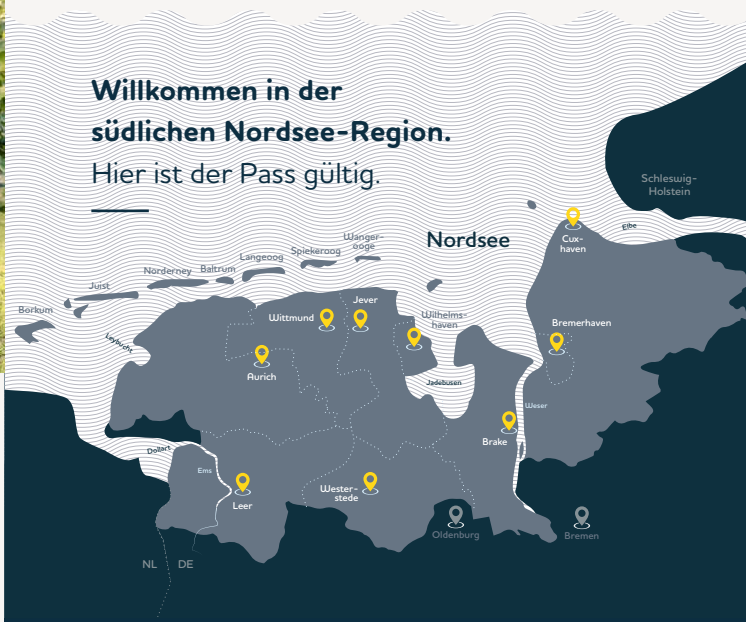 Willkommen in der
südlichen Nordsee-Region.
Hier ist der Pass gültig.
Schleswig-
Holstein
Elbe
Nordsee
Cux-
haven
Wanger-
ooge
Spiekeroog
Langeoog
Baltrum
Norderney
Juist
Borkum
Jever
Wittmund
Wilhelms-
haven
Bremerhaven
Leybucht
Aurich
Jadebusen
Weser
Brake
Dollart
Ems
Leer
Wester-
stede
Oldenburg
Bremen
NL
DE